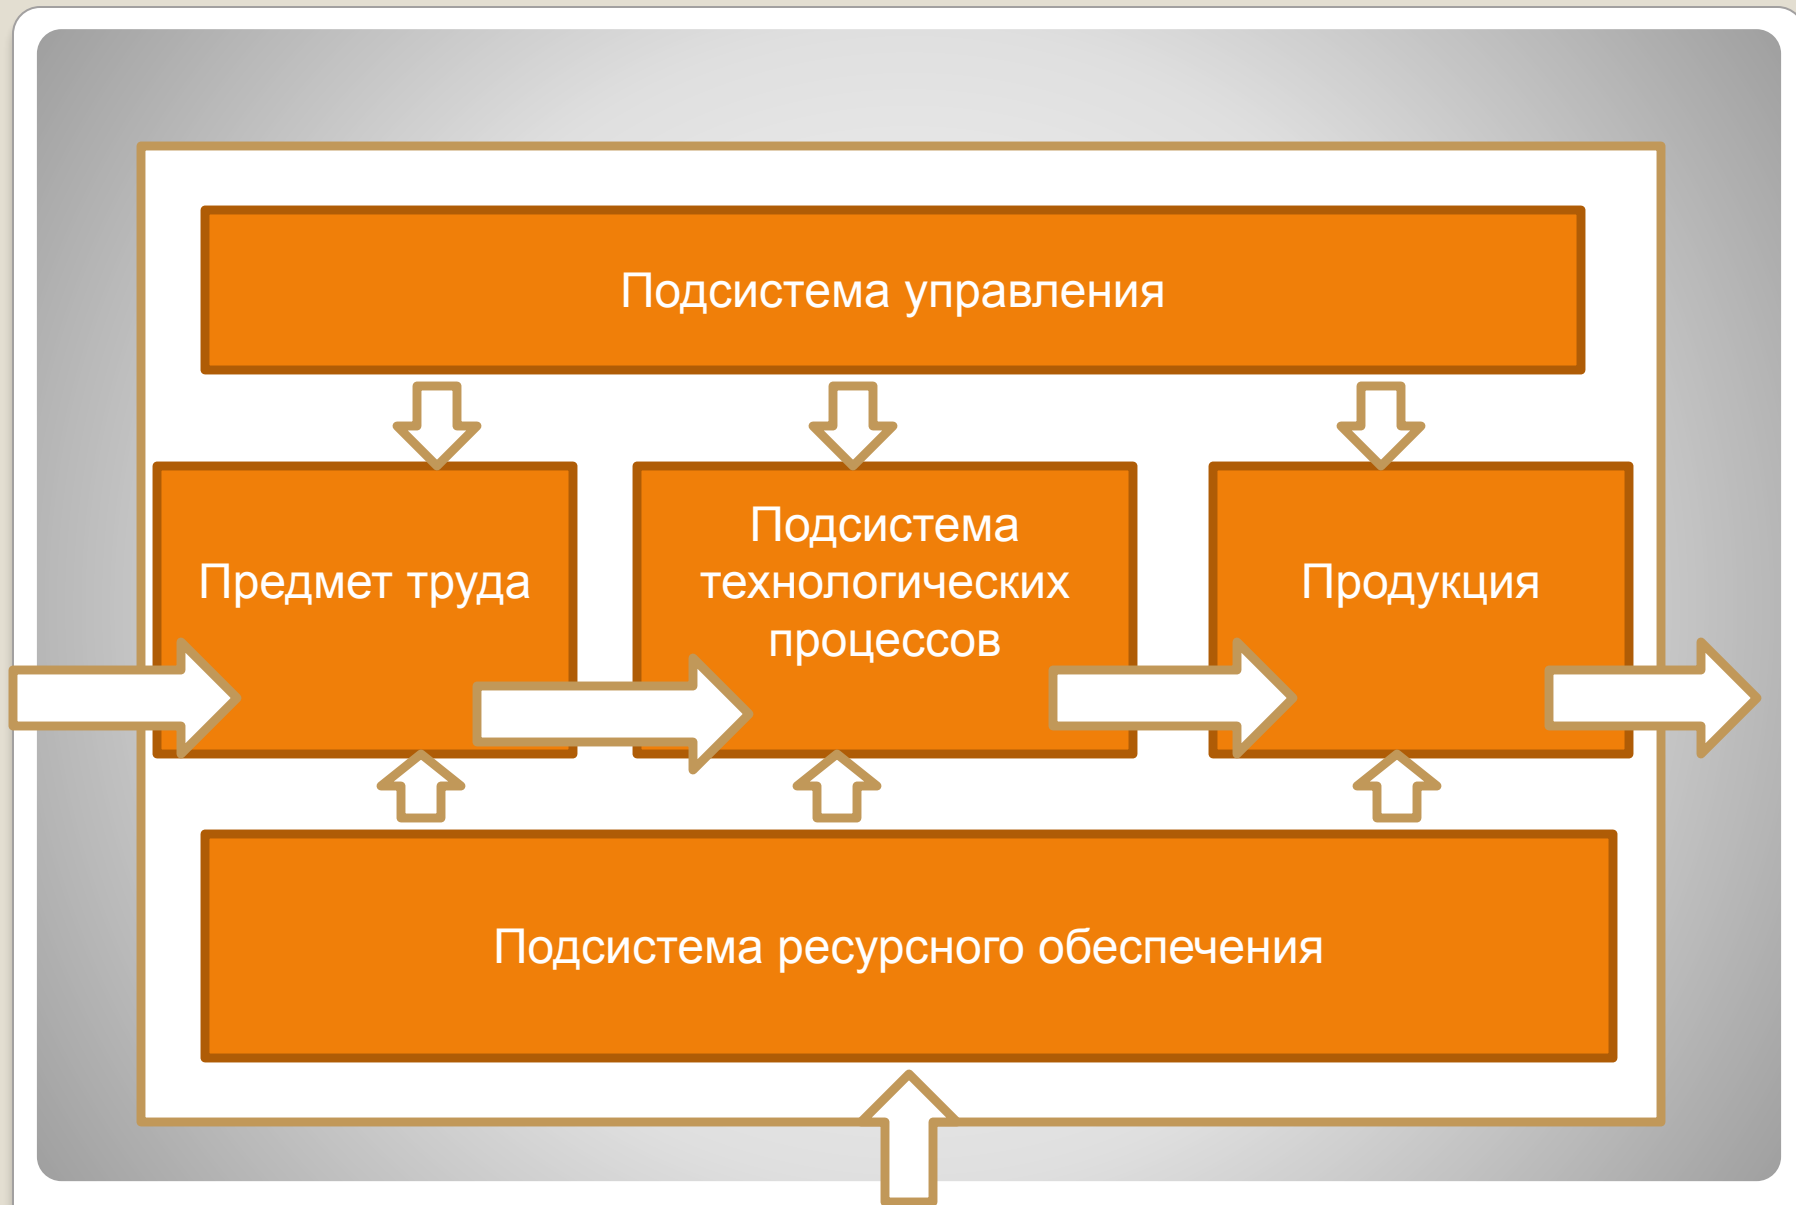 Подсистема управления
Предмет труда
Подсистема
технологических
процессов
Продукция
Подсистема ресурсного обеспечения